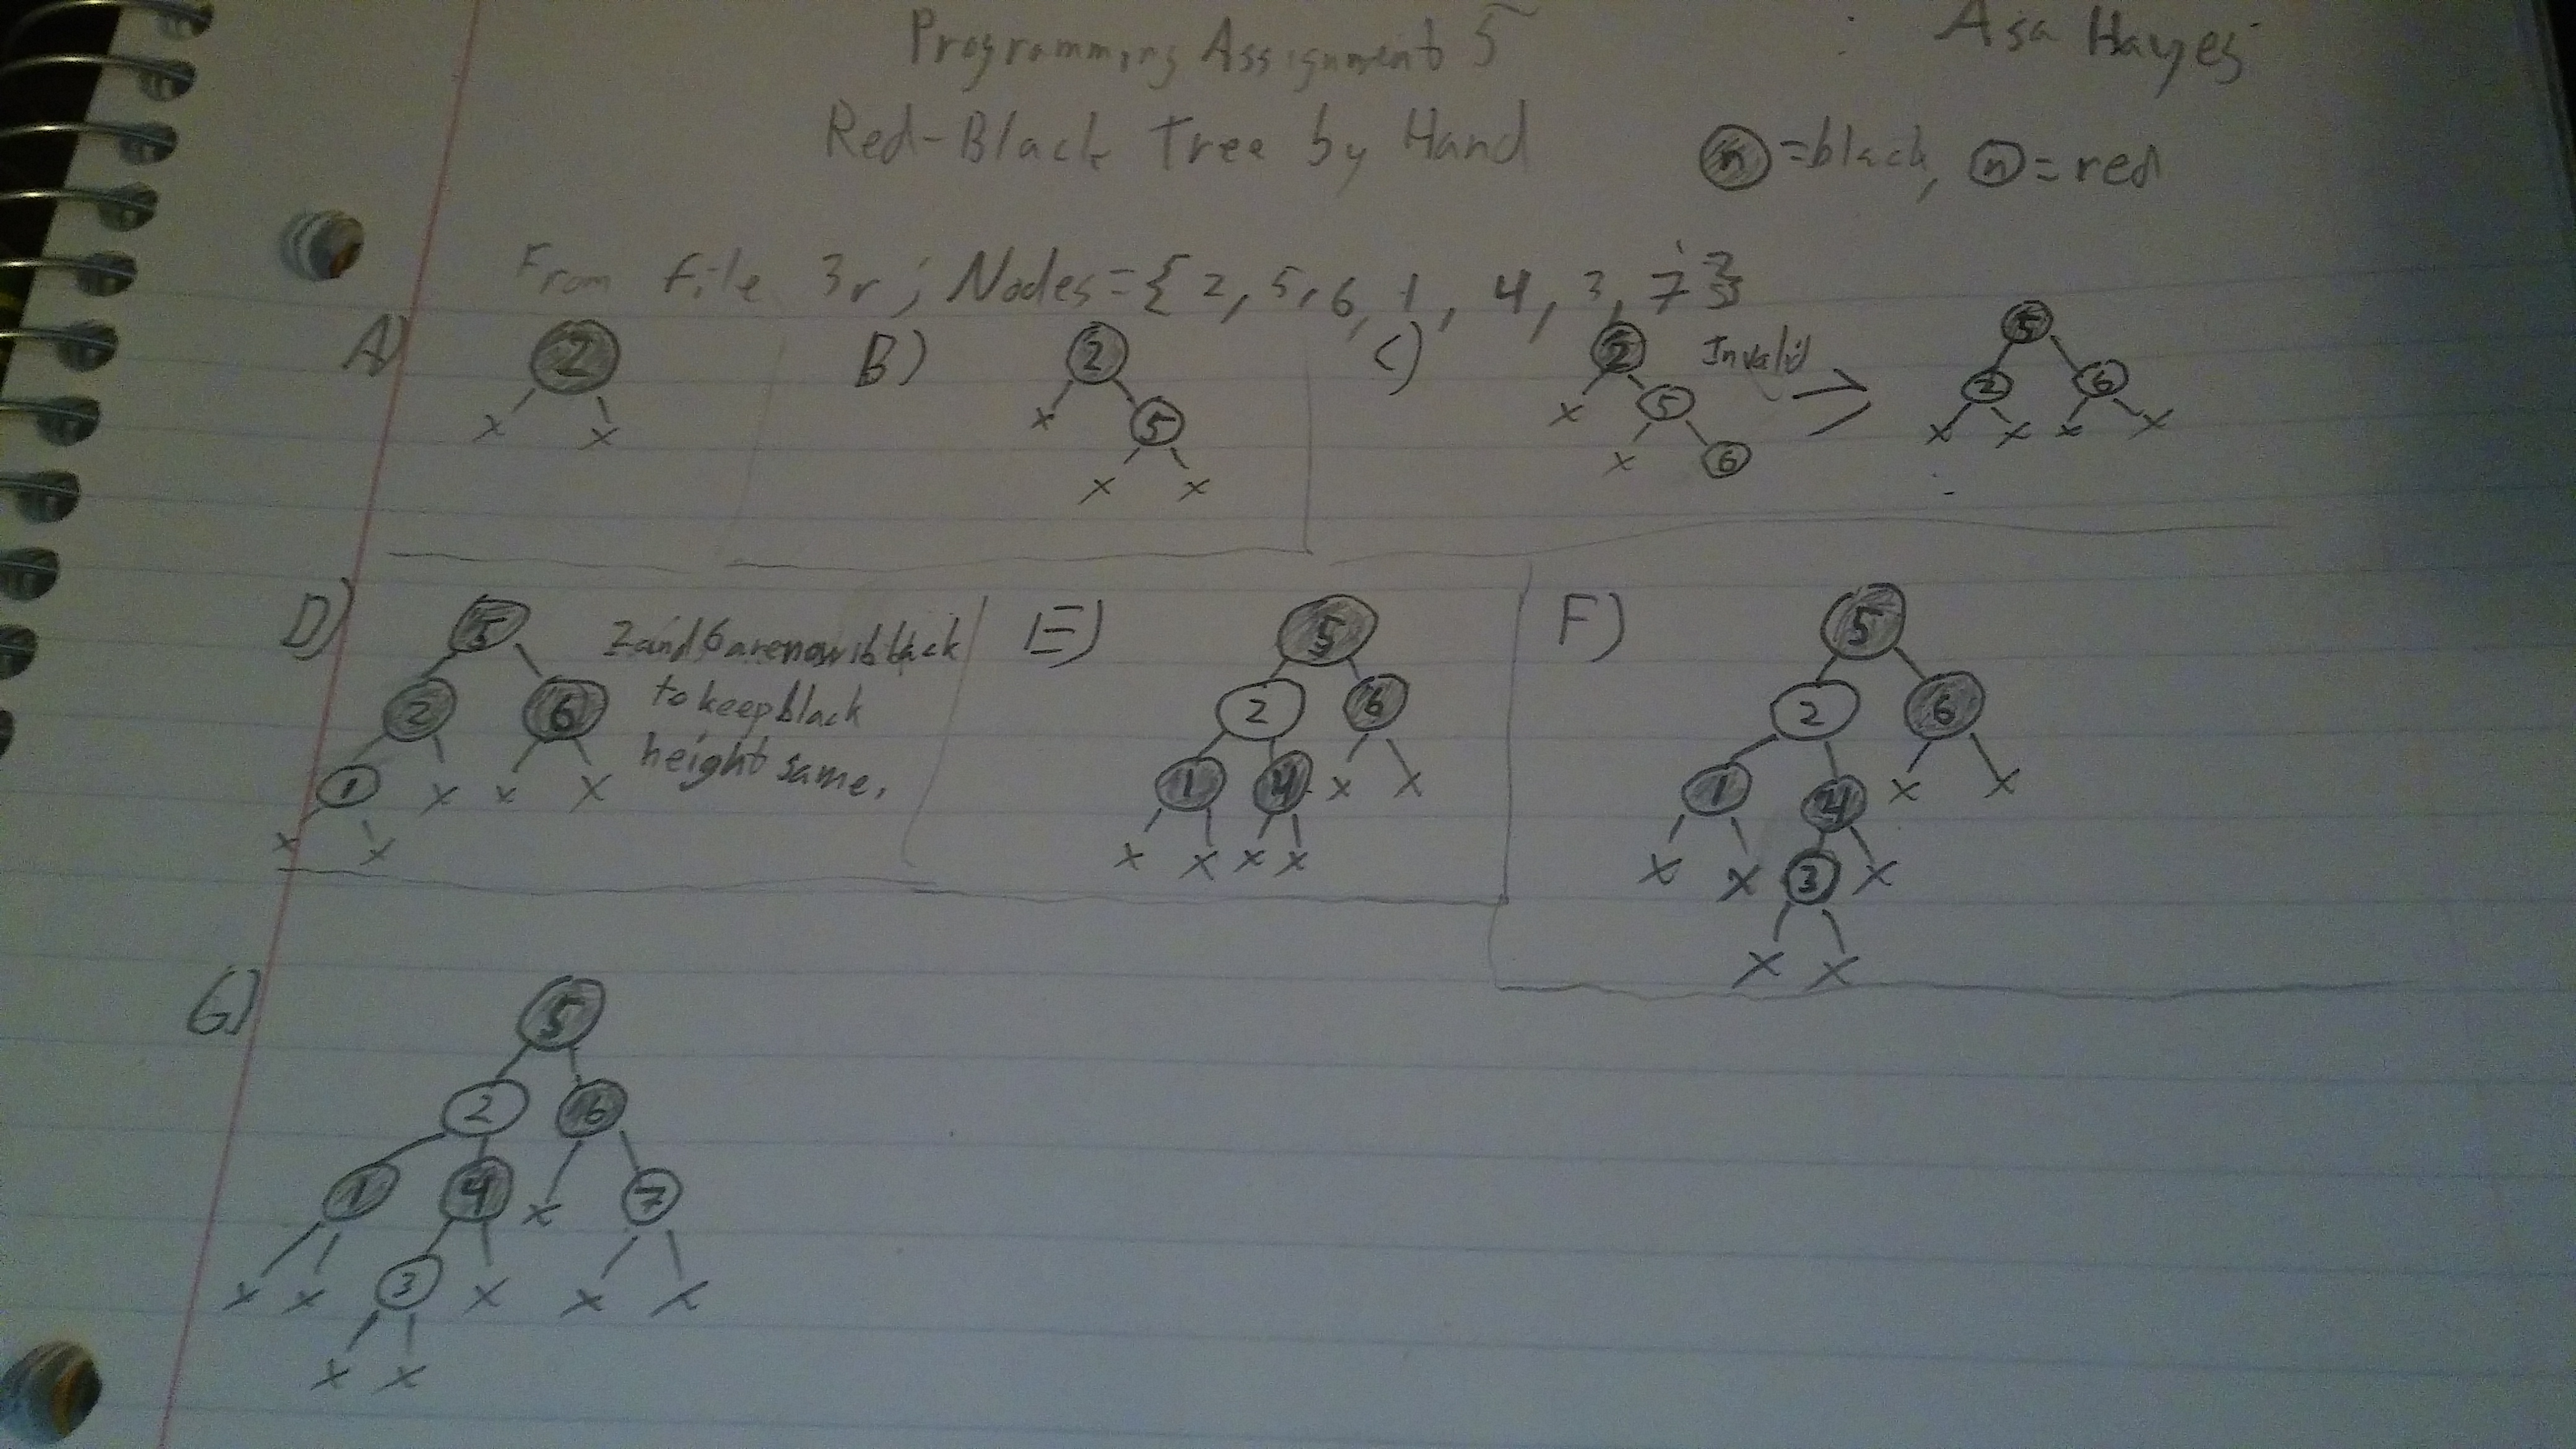 Programming Assignment 5
Asa Hayes
Red-Black Tree by Hand
n =black, n = red
From file 3r; Nodes={2, 5, 6, 1, 4, 3, 7}
A)
2
x x
B)
2
x 5
x x
C)
2
x 5
x 6
Invalid
=>
5
2 6
x x x x
D)
5
2 6
1 x x x
x x
2 and 6 are now black
to keep black
height same.
E)
5
2 6
1 4 x x
x x x x
F)
5
2 6
1 4 x x
x x 3 x
x x
G)
5
2 6
1 4 x 7
x x 3 x x x
x x